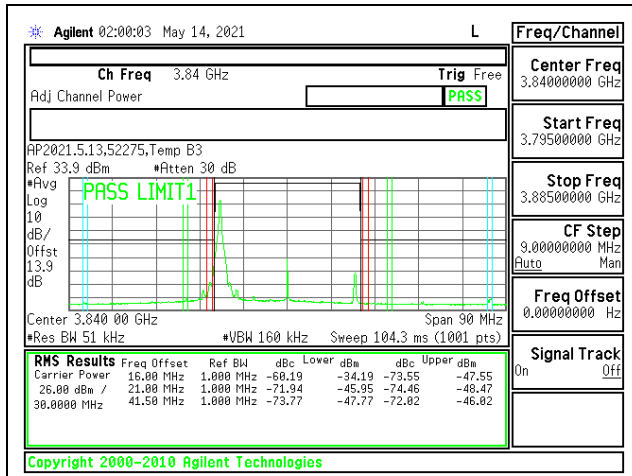 Agilent 02:00:03 May 14, 2021 L
Freq/Channel
Ch Freq 3.84 GHz Trig Free
Adj Channel Power PASS
AP2021.5.13,52275,Temp B3
Ref 33.9 dBm #Atten 30 dB
#Avg
Log
10
dB/
Offst
13.9
dB
PASS LIMIT1
Center 3.840 00 GHz Span 90 MHz
#Res BW 51 kHz #VBW 160 kHz Sweep 104.3 ms (1001 pts)
RMS Results Freq Offset Ref BW dBc Lower dBm dBc Upper dBm
Carrier Power 16.00 MHz 1.000 MHz -60.19 -34.19 -73.55 -47.55
26.00 dBm / 21.00 MHz 1.000 MHz -71.94 -45.95 -74.46 -48.47
30.0000 MHz 41.50 MHz 1.000 MHz -73.77 -47.77 -72.02 -46.02
Center Freq
3.84000000 GHz
Start Freq
3.79500000 GHz
Stop Freq
3.88500000 GHz
CF Step
9.00000000 MHz
Auto Man
Freq Offset
0.00000000 Hz
Signal Track
On Off
Copyright 2000-2010 Agilent Technologies